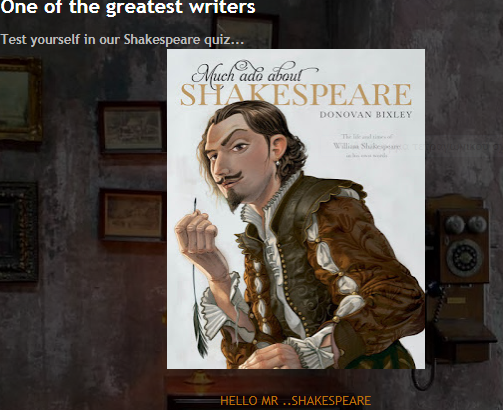 One of the greatest writers
Test yourself in our Shakespeare quiz...
Much ado about
SHAKESPEARE
DONOVAN BIXLEY
The life and times of
William Shakespeare
in his own words
HELLO MR ..SHAKESPEARE